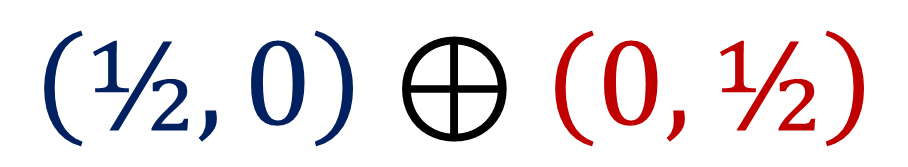 (½, 0) ⊕ (0, ½)